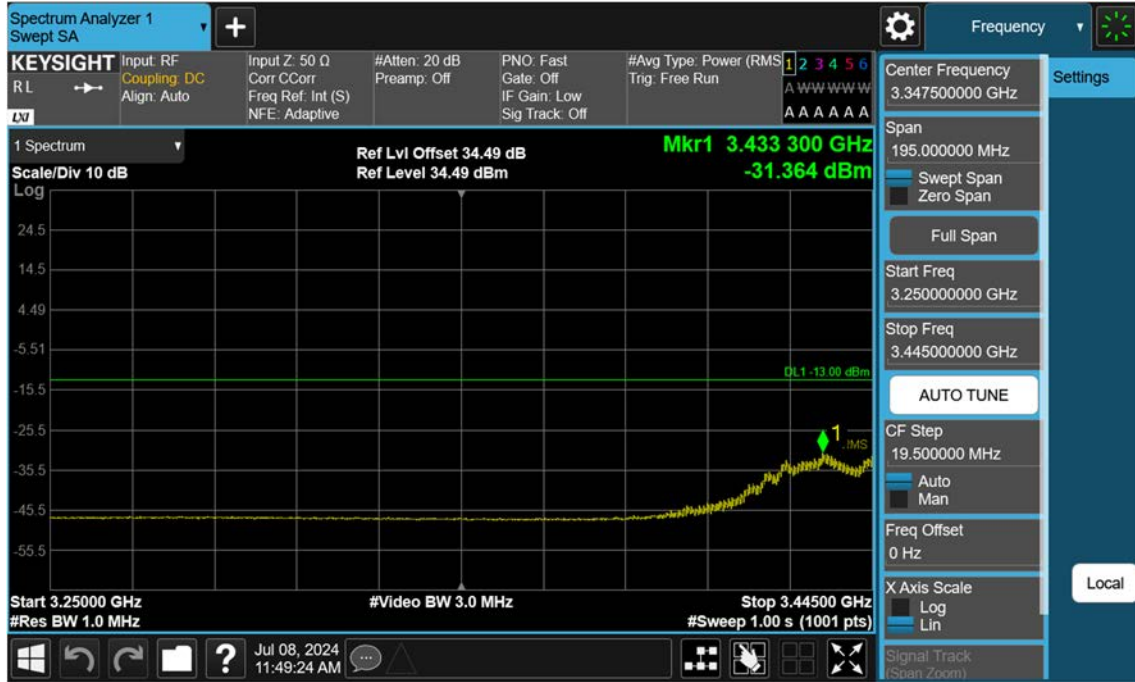 Spectrum Analyzer 1
Swept SA
Frequency
KEYSIGHT
R L
LXI
Input: RF
Coupling: DC
Align: Auto
Input Z: 50 Ω
Corr CCorr
Freq Ref: Int (S)
NFE: Adaptive
#Atten: 20 dB
Preamp: Off
PNO: Fast
Gate: Off
IF Gain: Low
Sig Track: Off
#Avg Type: Power (RMS
Trig: Free Run
1 2 3 4 5 6
A W W W W W
A A A A A A
1 Spectrum
Scale/Div 10 dB
Log
Ref Lvl Offset 34.49 dB
Ref Level 34.49 dBm
Mkr1 3.433 300 GHz
-31.364 dBm
24.5
14.5
4.49
-5.51
-15.5
-25.5
-35.5
-45.5
-55.5
DL1 -13.00 dBm
1
Start 3.25000 GHz
#Res BW 1.0 MHz
#Video BW 3.0 MHz
Stop 3.44500 GHz
#Sweep 1.00 s (1001 pts)
?
Jul 08, 2024
11:49:24 AM
Center Frequency
3.347500000 GHz
Settings
Span
195.000000 MHz
Swept Span
Zero Span
Full Span
Start Freq
3.250000000 GHz
Stop Freq
3.445000000 GHz
AUTO TUNE
CF Step
19.500000 MHz
Auto
Man
Freq Offset
0 Hz
X Axis Scale
Log
Lin
Local
Signal Track
(Span Zoom)